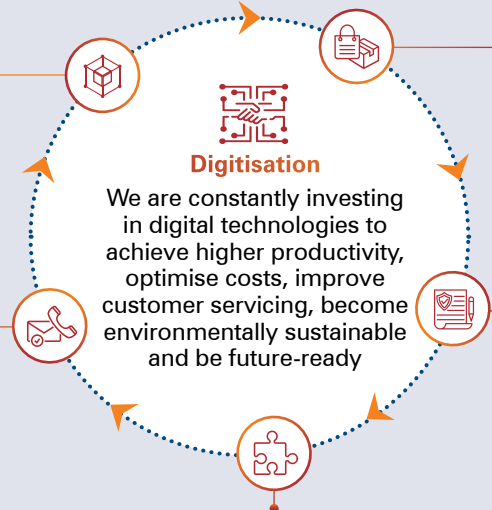 Digitisation
We are constantly investing
in digital technologies to
achieve higher productivity,
optimise costs, improve
customer servicing, become
environmentally sustainable
and be future-ready